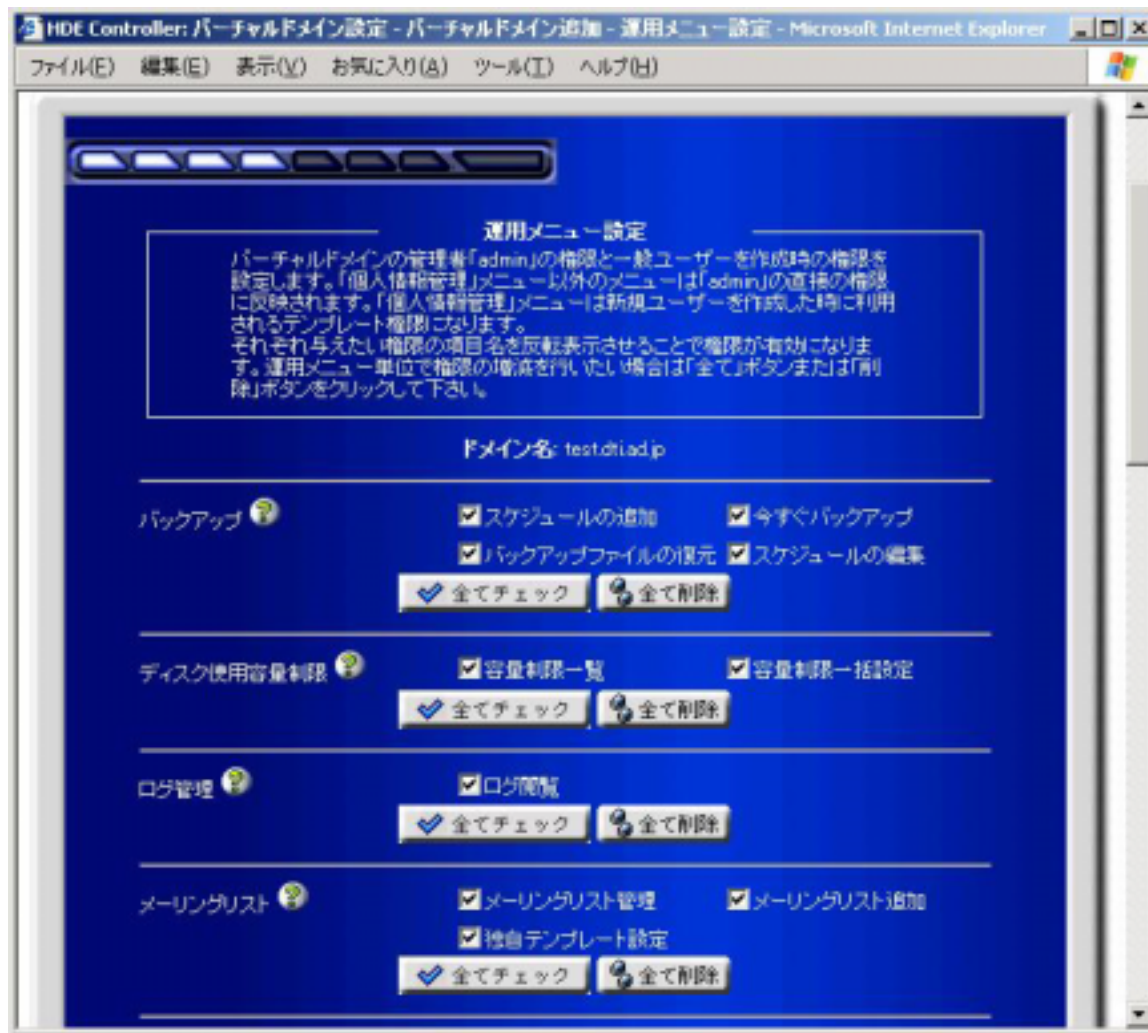 HDE Controller: バーチャルドメイン設定 - バーチャルドメイン追加 - 運用メニュー設定 - Microsoft Internet Explorer
ファイル(F) 編集(E) 表示(V) お気に入り(A) ツール(T) ヘルプ(H)
運用メニュー設定
バーチャルドメインの管理者「admin」の権限と一般ユーザーを作成時の権限を
設定します。「個人情報管理」メニュー以外のメニューは「admin」の直接の権限
に反映されます。「個人情報管理」メニューは新規ユーザーを作成した時に利用
されるテンプレート権限になります。
それぞれ与えたい権限の項目名を反転表示させることで権限が有効になりま
す。運用メニュー単位で権限の増減を行いたい場合は「全て」ボタンまたは「削
除」ボタンをクリックして下さい。
ドメイン名: test.dti.ad.jp
バックアップ スケジュールの追加 今すぐバックアップ
バックアップファイルの復元 スケジュールの編集
全てチェック 全て削除
ディスク使用容量制限 容量制限一覧 容量制限一括設定
全てチェック 全て削除
ログ管理 ログ閲覧
全てチェック 全て削除
メーリングリスト メーリングリスト管理 メーリングリスト追加
独自テンプレート設定
全てチェック 全て削除